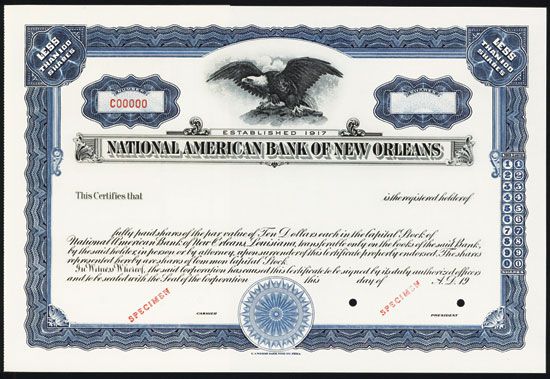 LESS THAN 100 SHARES
LESS THAN 100 SHARES
NUMBER
C00000
ESTABLISHED 1917
NATIONAL AMERICAN BANK OF NEW ORLEANS
This Certifies that
is the registered holder of
fully paid shares of the par value of Ten Dollars each in the Capital Stock of
National American Bank of New Orleans, Louisiana, transferable only on the books of the said Bank,
by the said holder, in person or by attorney, upon surrender of this certificate properly endorsed. The shares
represented hereby are shares of common Capital Stock.
In Witness Whereof, the said Corporation has caused this certificate to be signed by its duly authorized officers
and to be sealed with the Seal of the Corporation this day of A.D. 19
SPECIMEN
SPECIMEN
CASHIER
PRESIDENT
SHARES